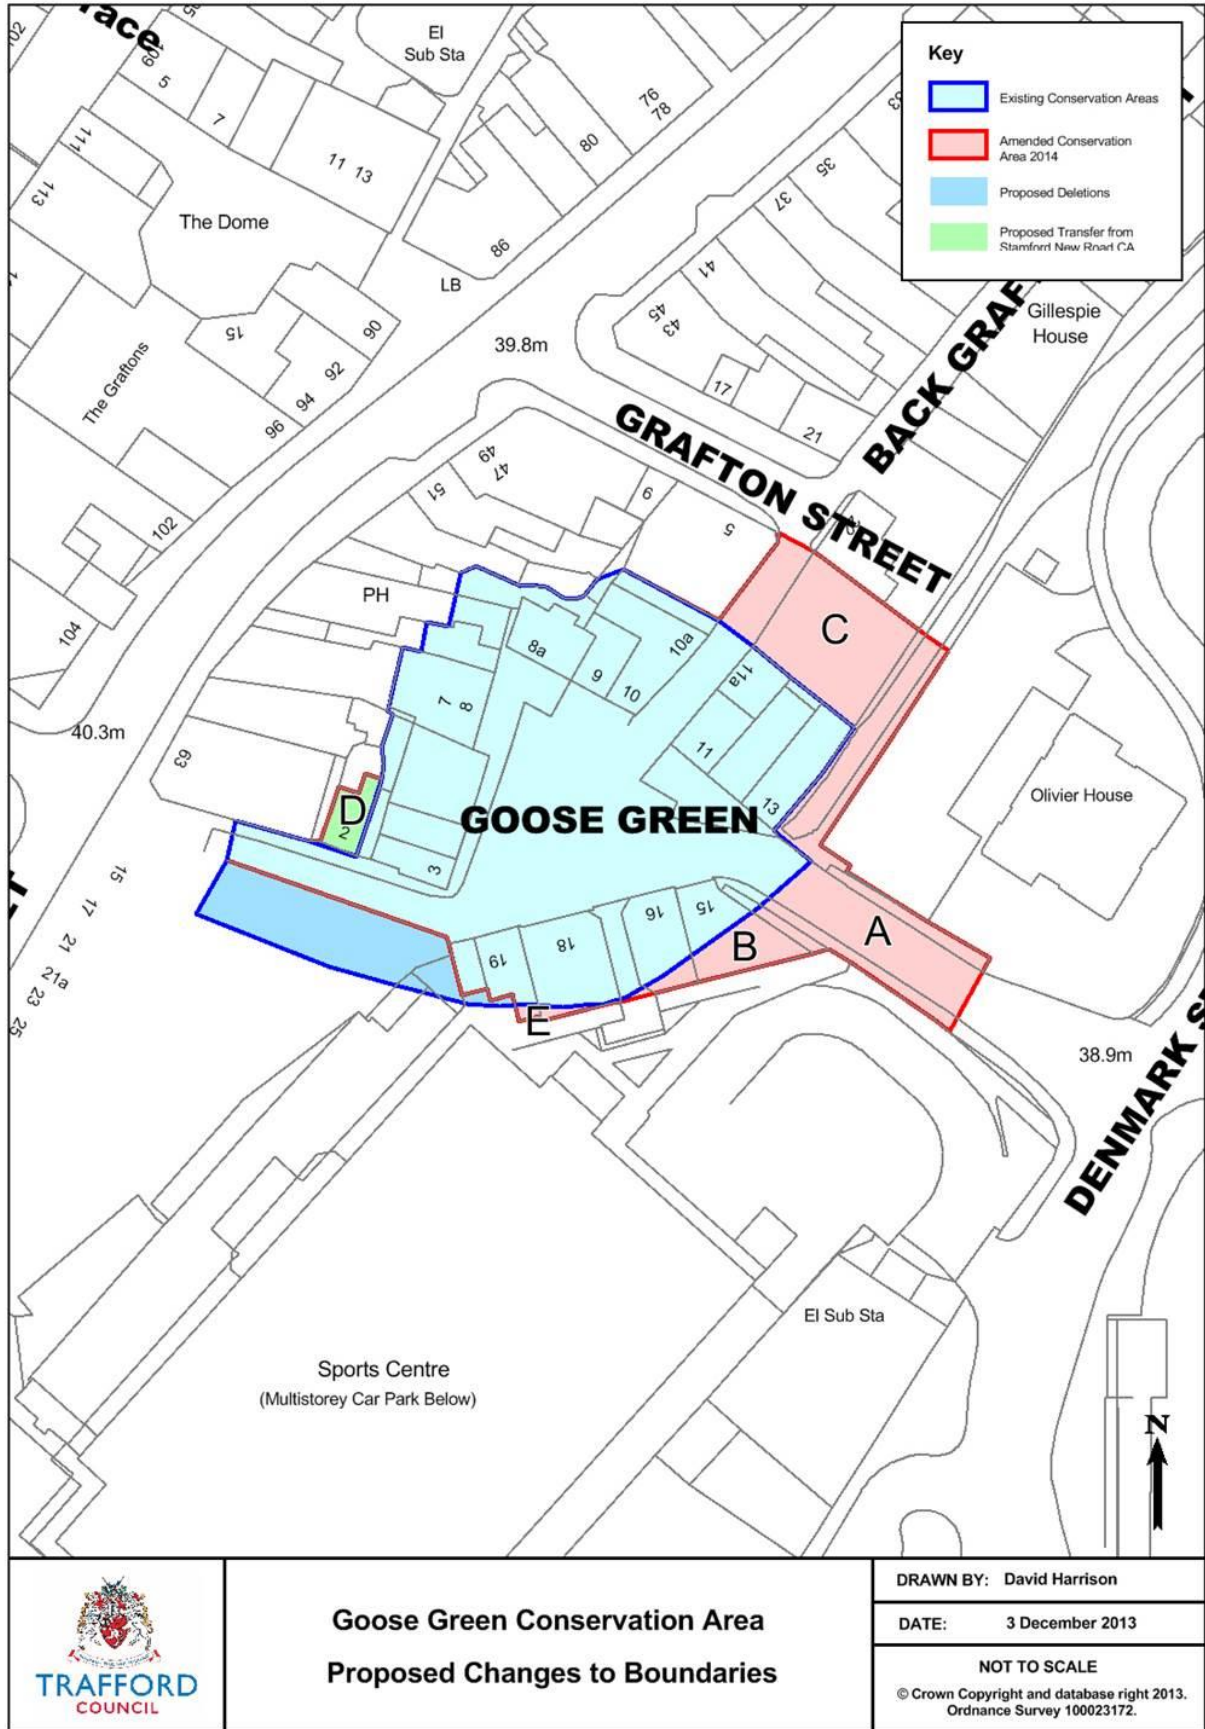 race
102
109
5
7
111
113
11 13
The Dome
El
Sub Sta
76
78
80
86
LB
15
90
92
94
96
The Graftons
102
104
39.8m
33
35
37
41
43
45
17
21
Key
Existing Conservation Areas
Amended Conservation
Area 2014
Proposed Deletions
Proposed Transfer from
Stamford New Road CA
Gillespie
House
BACK GRAF
GRAFTON STREET
49
47
51
9
5
PH
C
8a
9
10
10a
11a
11
13
7
8
63
40.3m
D
2
3
GOOSE GREEN
Olivier House
15
17
21
21a
23
25
19
18
16
15
B
A
E
38.9m
DENMARK S
El Sub Sta
Sports Centre
(Multistorey Car Park Below)
N
TRAFFORD
COUNCIL
Goose Green Conservation Area
Proposed Changes to Boundaries
DRAWN BY: David Harrison
DATE: 3 December 2013
NOT TO SCALE
© Crown Copyright and database right 2013.
Ordnance Survey 100023172.